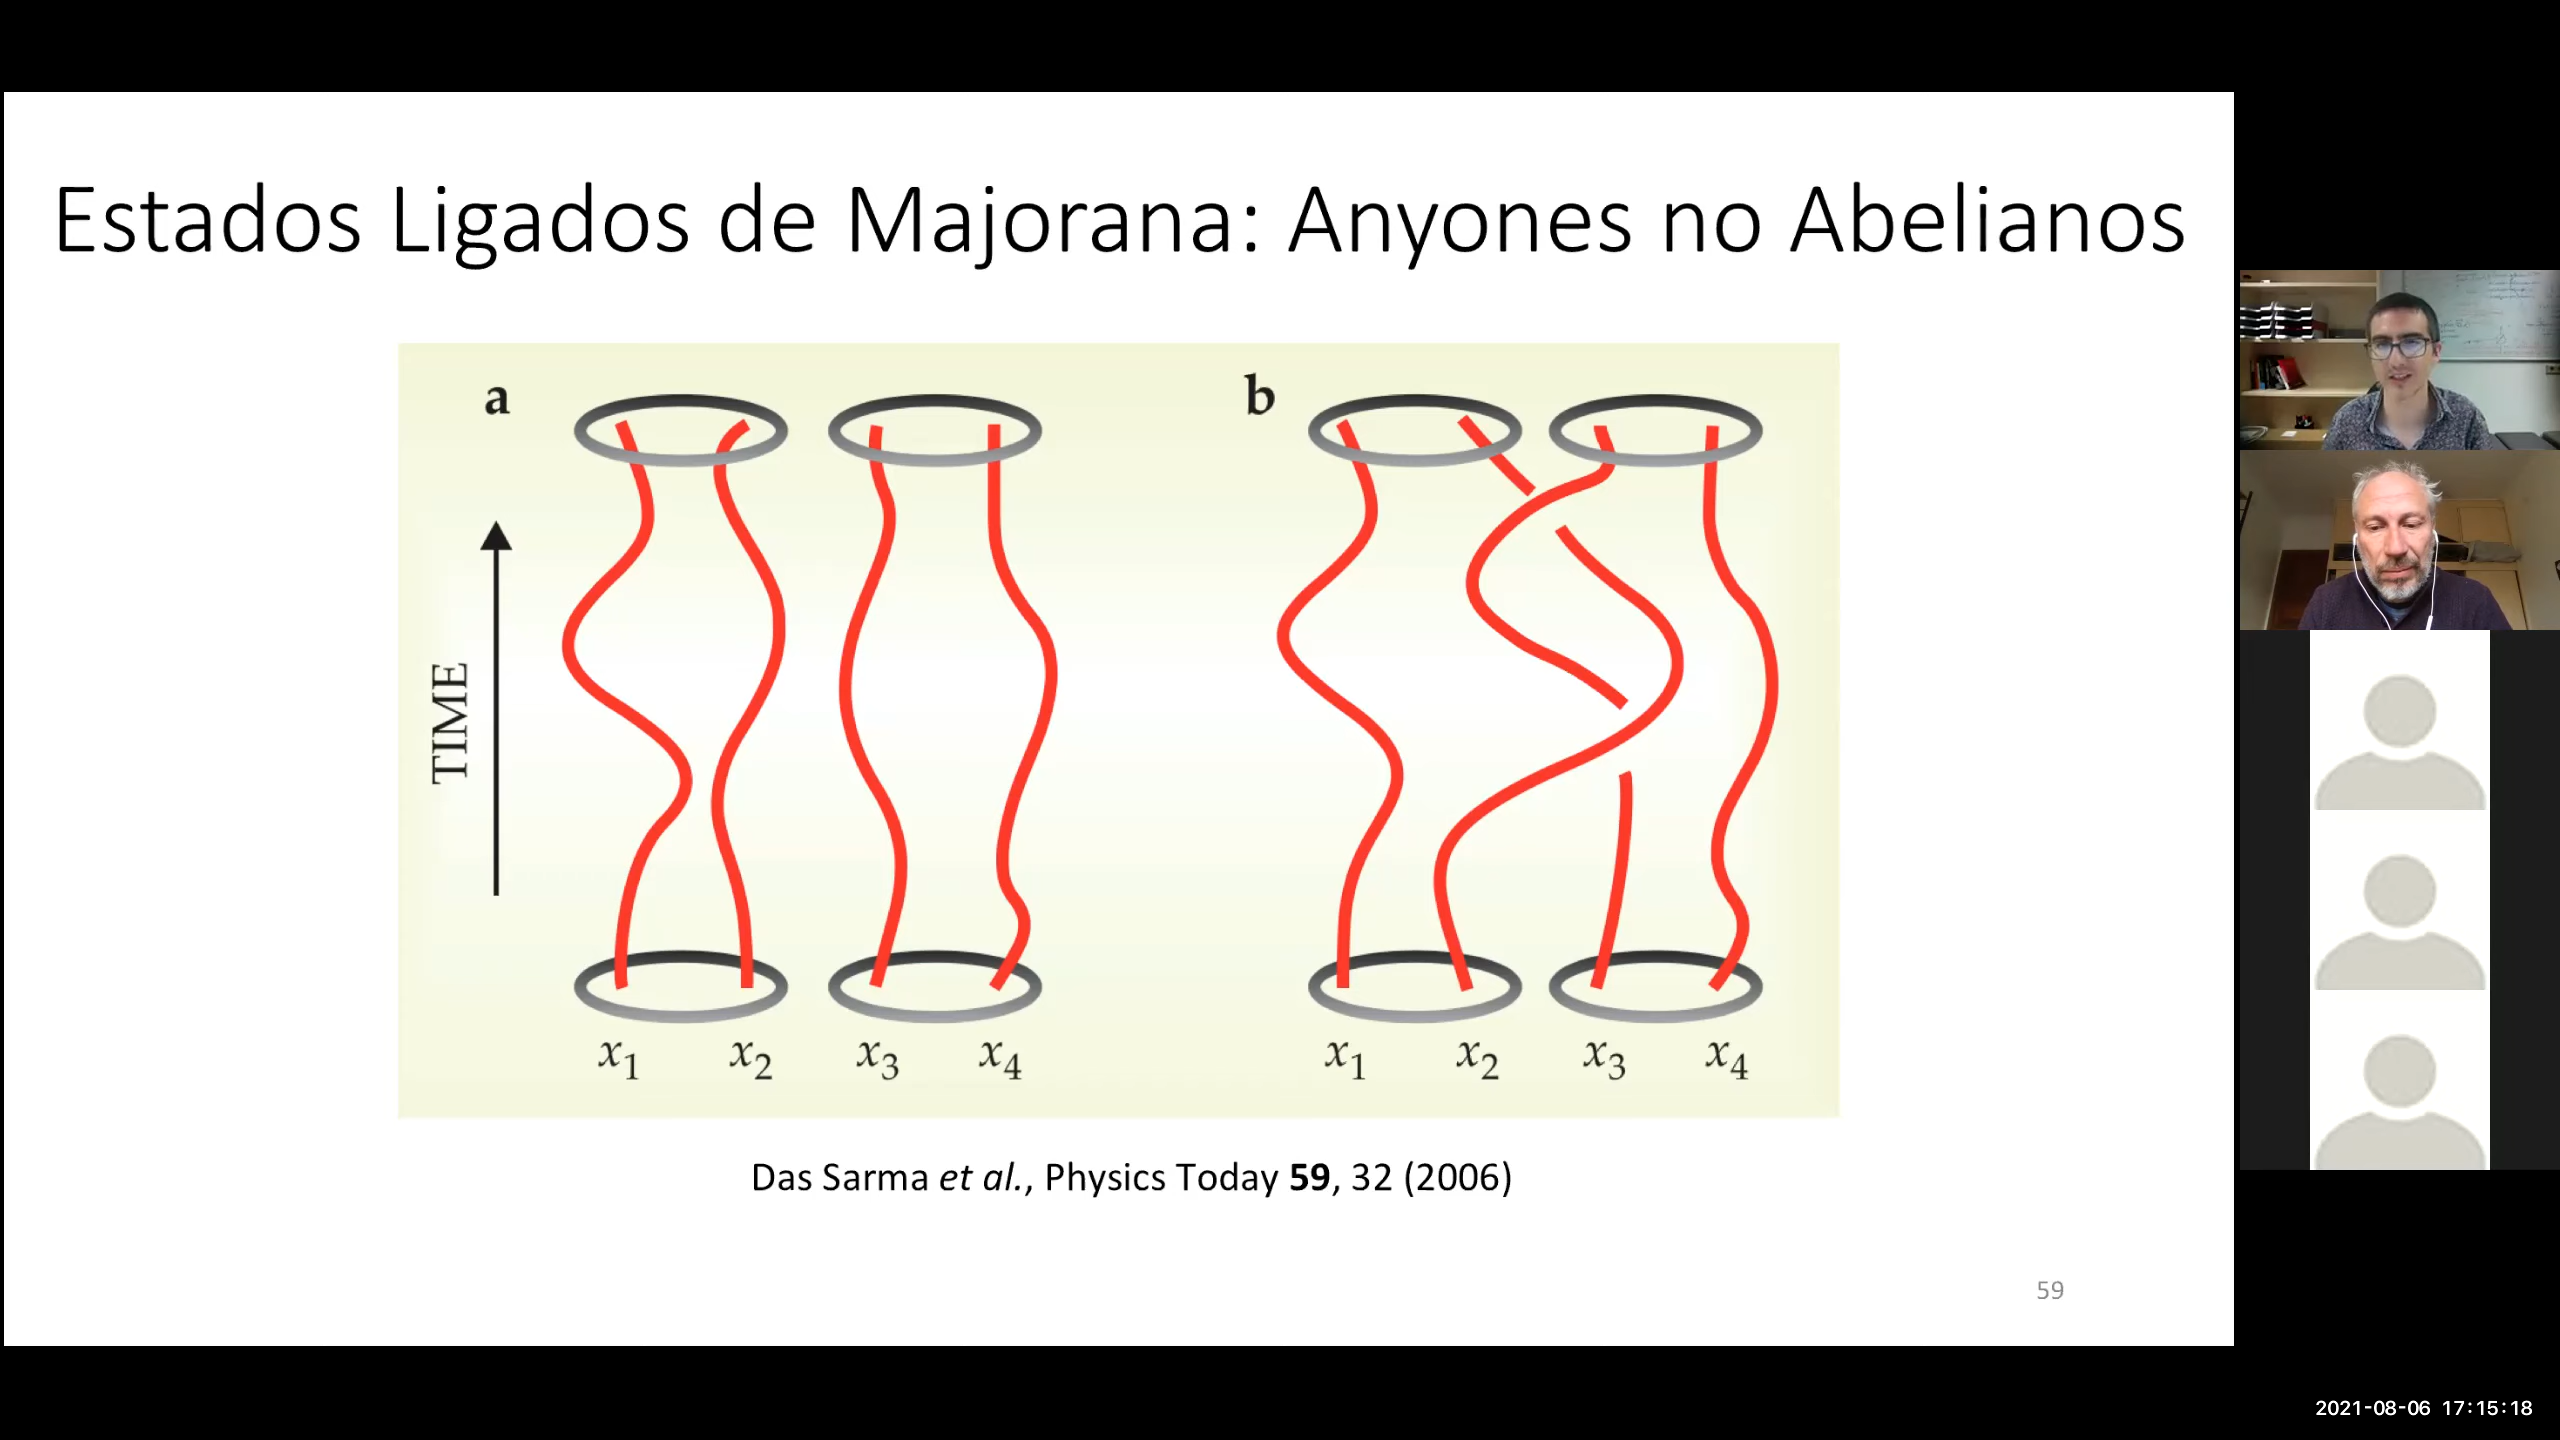 Estados Ligados de Majorana: Anyones no Abelianos
a
b
TIME
x1 x2 x3 x4 x1 x2 x3 x4
Das Sarma et al., Physics Today 59, 32 (2006)
59
2021-08-06 17:15:18